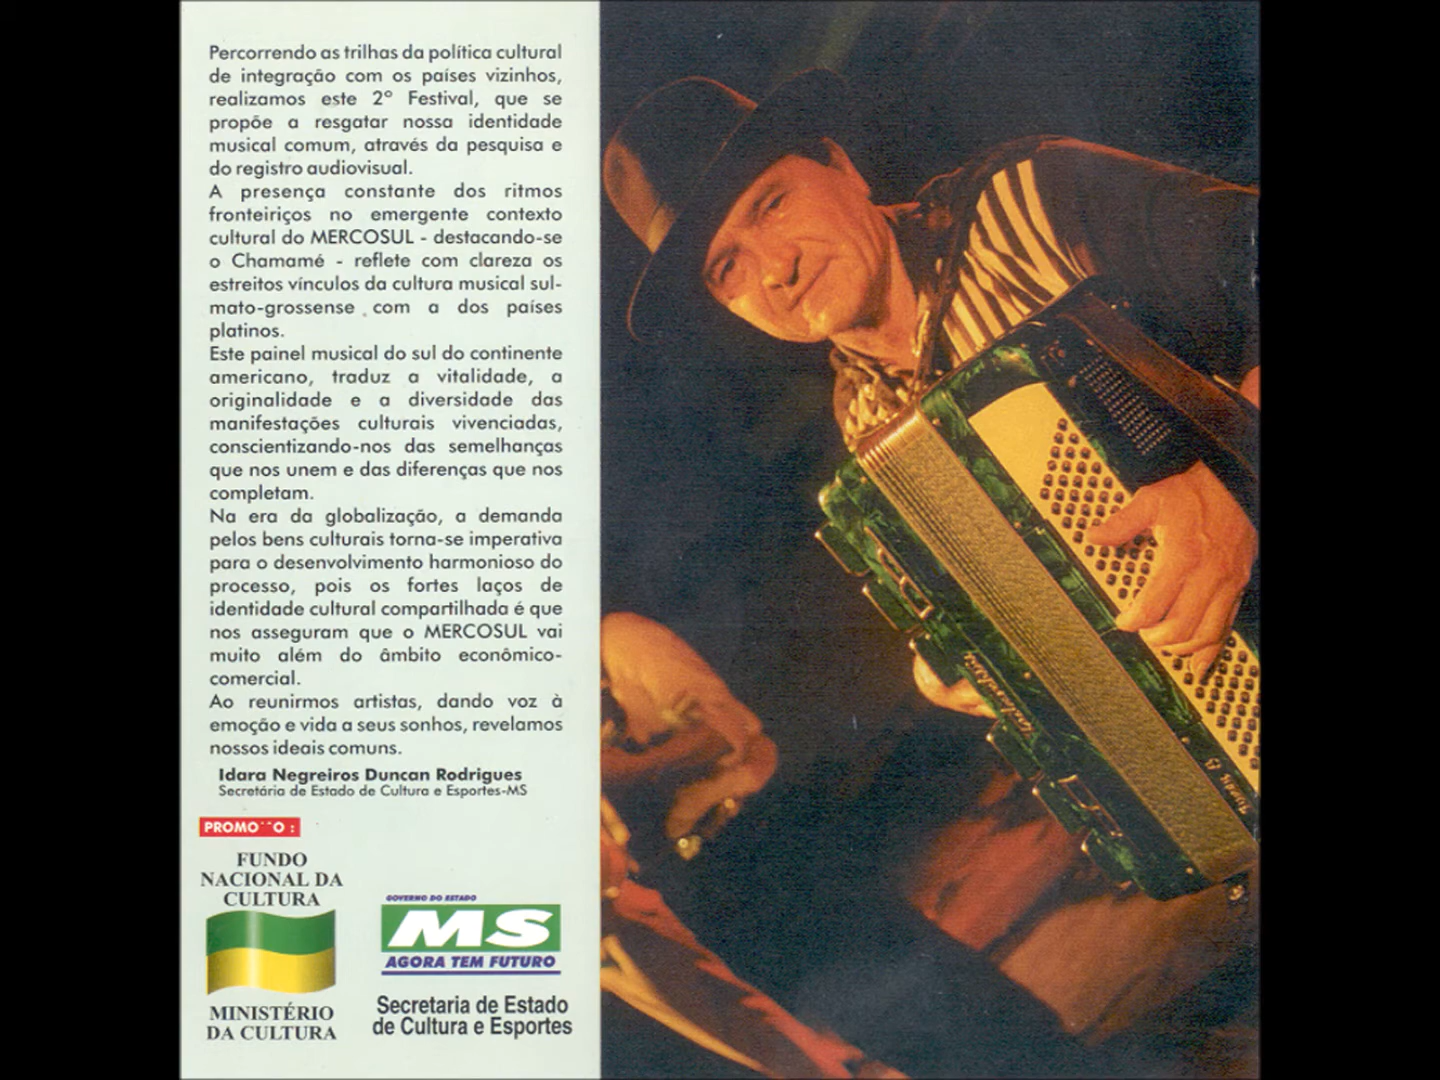 Percorrendo as trilhas da política cultural
de integração com os países vizinhos,
realizamos este 2º Festival, que se
propõe a resgatar nossa identidade
musical comum, através da pesquisa e
do registro audiovisual.
A presença constante dos ritmos
fronteiriços no emergente contexto
cultural do MERCOSUL - destacando-se
o Chamamé - reflete com clareza os
estreitos vínculos da cultura musical sul-
mato-grossense com a dos países
platinos.
Este painel musical do sul do continente
americano, traduz a vitalidade, a
originalidade e a diversidade das
manifestações culturais vivenciadas,
conscientizando-nos das semelhanças
que nos unem e das diferenças que nos
completam.
Na era da globalização, a demanda
pelos bens culturais torna-se imperativa
para o desenvolvimento harmonioso do
processo, pois os fortes laços de
identidade cultural compartilhada é que
nos asseguram que o MERCOSUL vai
muito além do âmbito econômico-
comercial.
Ao reunirmos artistas, dando voz à
emoção e vida a seus sonhos, revelamos
nossos ideais comuns.
Idara Negreiros Duncan Rodrigues
Secretária de Estado de Cultura e Esportes-MS
PROMO¨O :
FUNDO
NACIONAL DA
CULTURA
MINISTÉRIO
DA CULTURA
GOVERNO DO ESTADO
MS
AGORA TEM FUTURO
Secretaria de Estado
de Cultura e Esportes